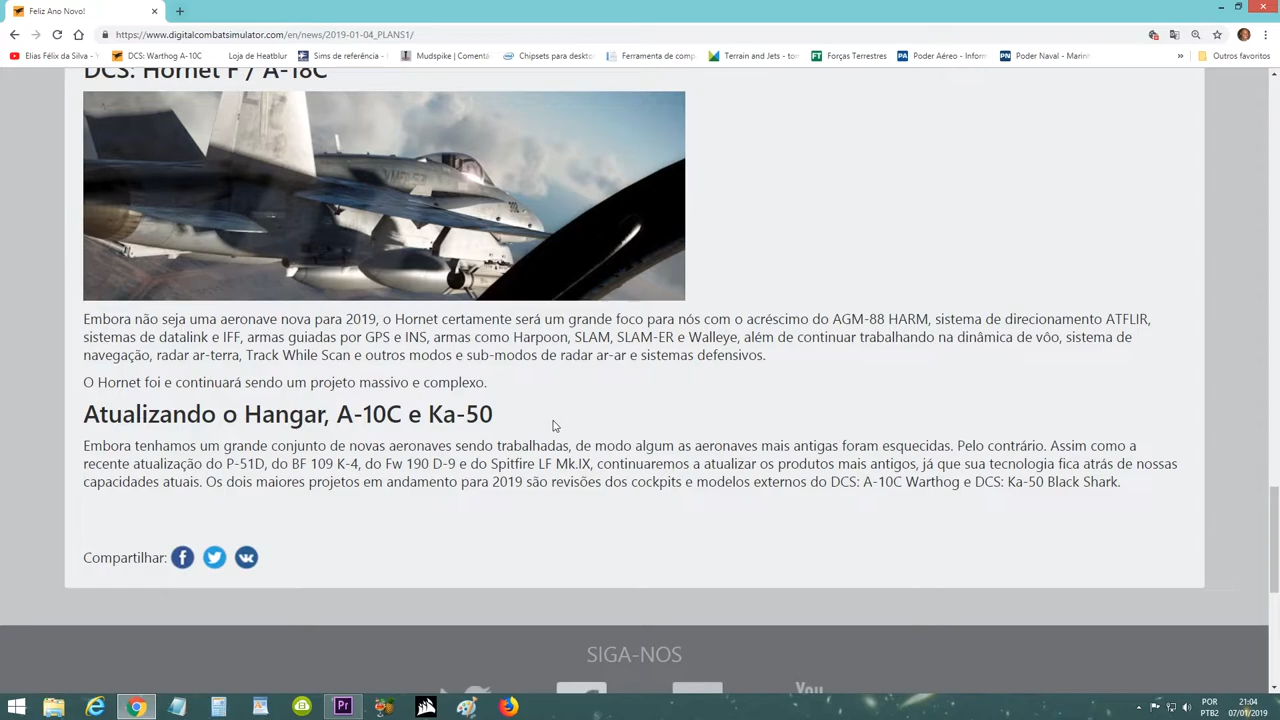 Feliz Ano Novo!
https://www.digitalcombatsimulator.com/en/news/2019-01-04_PLANS1/
Elias Félix da Silva - DCS: Warthog A-10C Loja de Heatblur Sims de referência - Mudspike | Comenta Chipsets para deskto Ferramenta de comp. Terrain and Jets - tor Forças Terrestres Poder Aéreo - Inform Poder Naval - Marin » Outros favoritos
DCS: Hornet F / A-18C
Embora não seja uma aeronave nova para 2019, o Hornet certamente será um grande foco para nós com o acréscimo do AGM-88 HARM, sistema de direcionamento ATFLIR,
sistemas de datalink e IFF, armas guiadas por GPS e INS, armas como Harpoon, SLAM, SLAM-ER e Walleye, além de continuar trabalhando na dinâmica de vôo, sistema de
navegação, radar ar-terra, Track While Scan e outros modos e sub-modos de radar ar-ar e sistemas defensivos.
O Hornet foi e continuará sendo um projeto massivo e complexo.
Atualizando o Hangar, A-10C e Ka-50
Embora tenhamos um grande conjunto de novas aeronaves sendo trabalhadas, de modo algum as aeronaves mais antigas foram esquecidas. Pelo contrário. Assim como a
recente atualização do P-51D, do BF 109 K-4, do Fw 190 D-9 e do Spitfire LF Mk.IX, continuaremos a atualizar os produtos mais antigos, já que sua tecnologia fica atrás de nossas
capacidades atuais. Os dois maiores projetos em andamento para 2019 são revisões dos cockpits e modelos externos do DCS: A-10C Warthog e DCS: Ka-50 Black Shark.
Compartilhar:
SIGA-NOS
You
Pr
POR 21:04
PTB2 07/01/2019